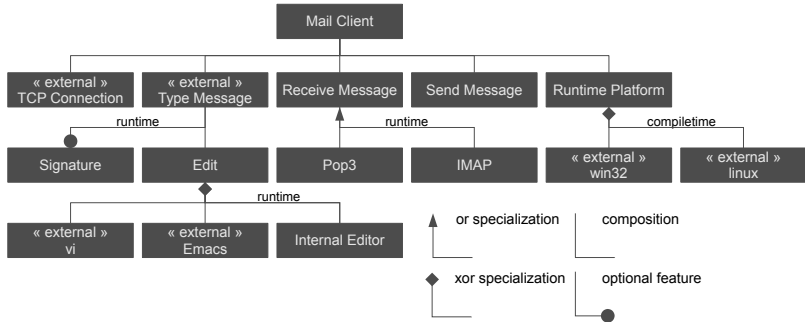 Mail Client
« external »
TCP Connection
« external »
Type Message
Receive Message
Send Message
Runtime Platform
runtime
runtime
compiletime
Signature
Edit
Pop3
IMAP
« external »
win32
« external »
linux
runtime
« external »
vi
« external »
Emacs
Internal Editor
or specialization
composition
xor specialization
optional feature